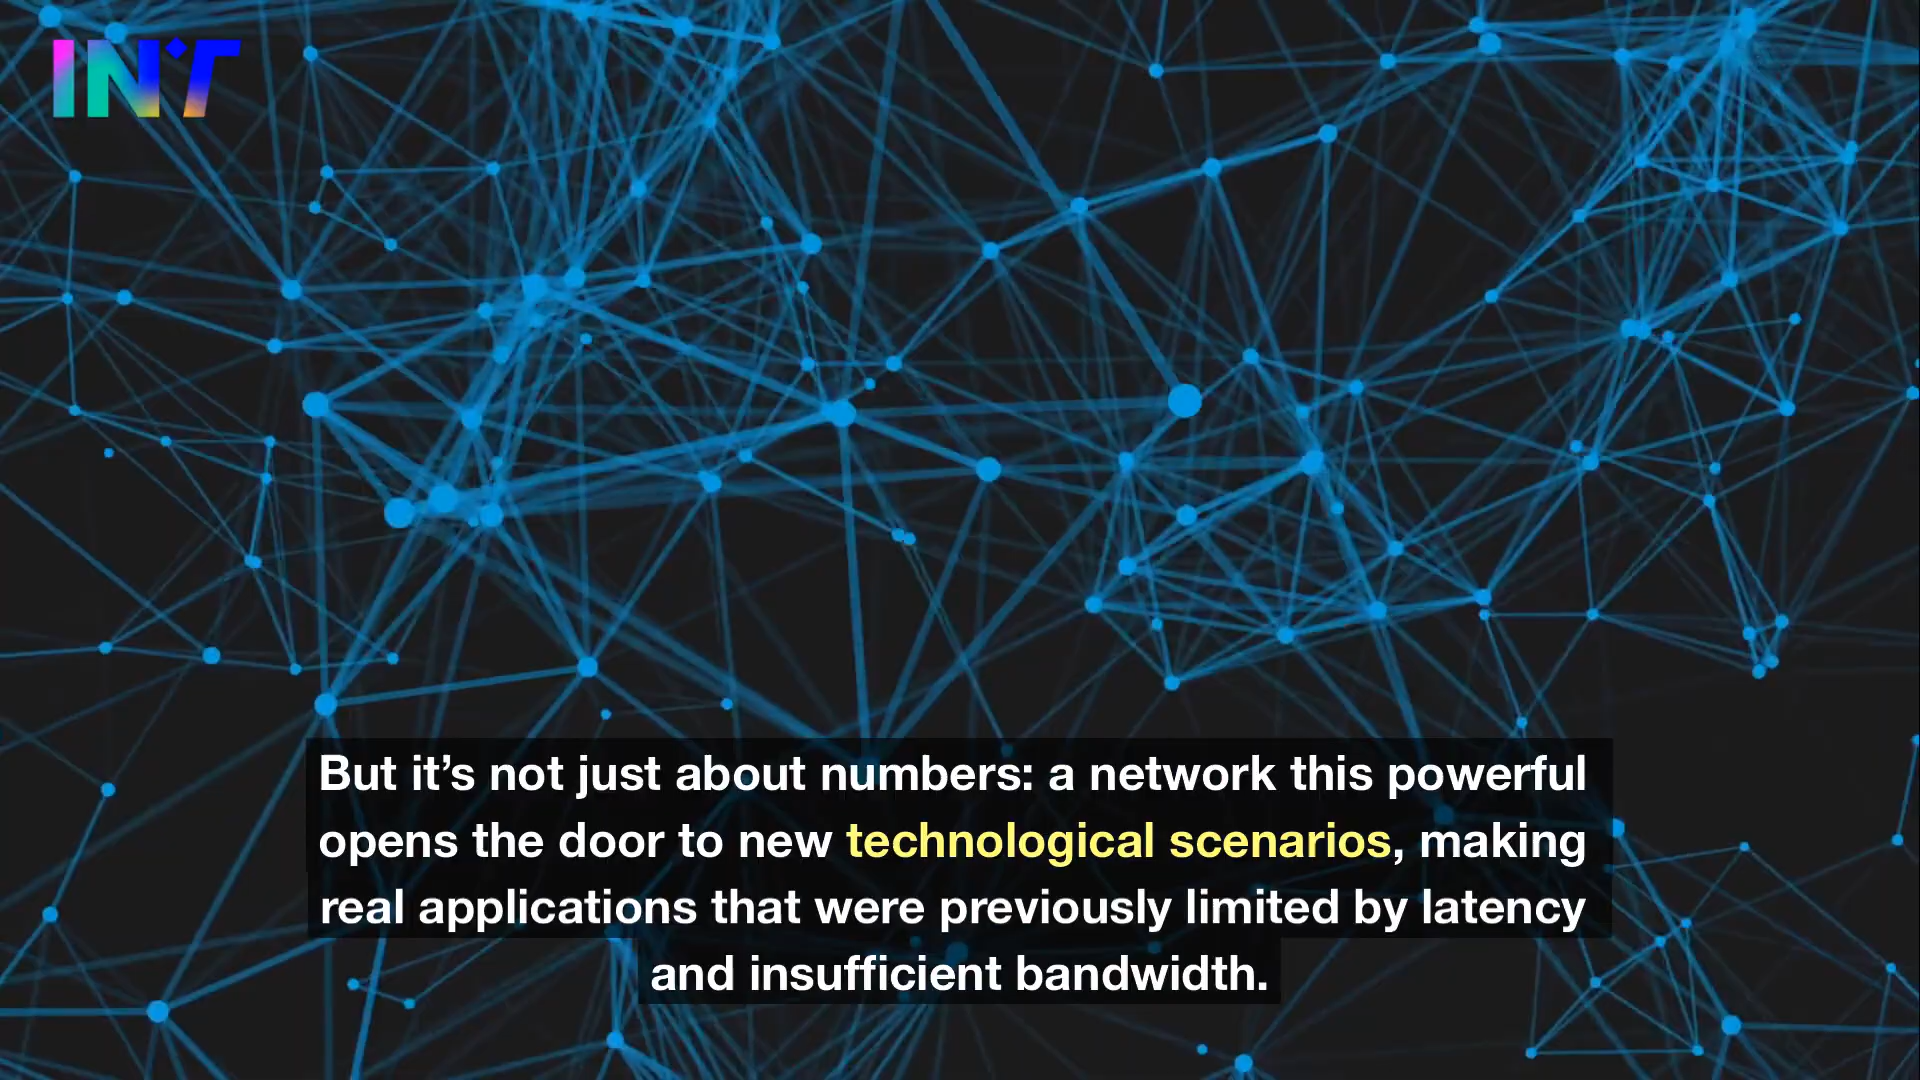 INT
But it’s not just about numbers: a network this powerful
opens the door to new technological scenarios, making
real applications that were previously limited by latency
and insufficient bandwidth.